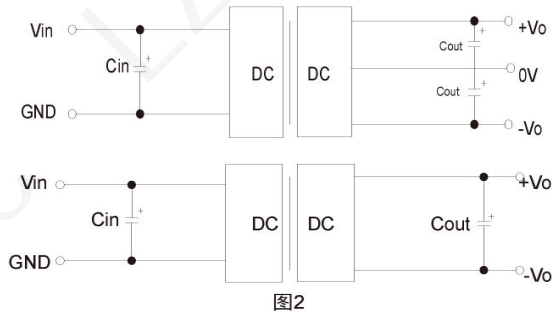 Vin
Cin
+
GND
DC
DC
+
Cout
+
Cout
+Vo
0V
-Vo
Vin
Cin
+
GND
DC
DC
Cout
+
+Vo
-Vo
图2